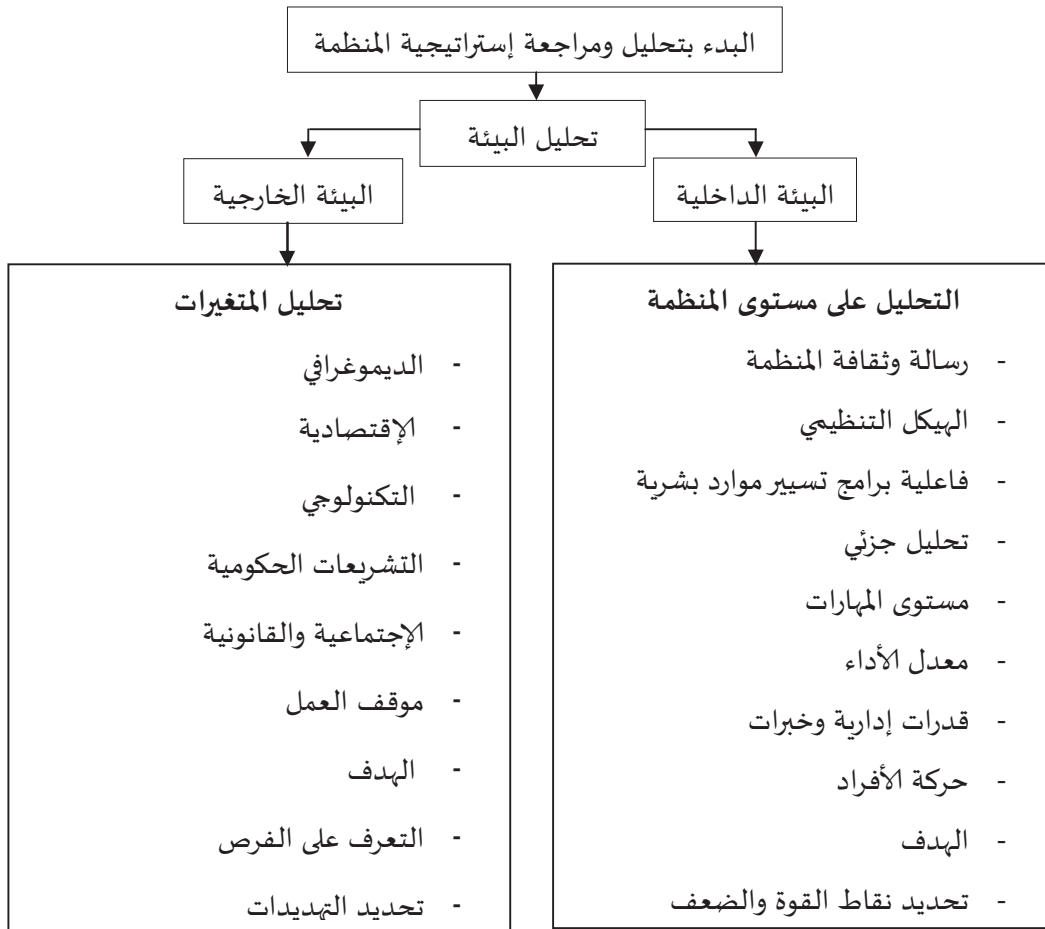 البدء بتحليل ومراجعة إستراتيجية المنظمة
تحليل البيئة
البيئة الداخلية
البيئة الخارجية
التحليل على مستوى المنظمة
- رسالة وثقافة المنظمة
- الهيكل التنظيمي
- فاعلية برامج تسيير موارد بشرية
- تحليل جزئي
- مستوى المهارات
- معدل الأداء
- قدرات إدارية وخبرات
- حركة الأفراد
- الهدف
- تحديد نقاط القوة والضعف
تحليل المتغيرات
- الديموغرافي
- الإقتصادية
- التكنولوجي
- التشريعات الحكومية
- الإجتماعية والقانونية
- موقف العمل
- الهدف
- التعرف على الفرص
- تحديد التهديدات